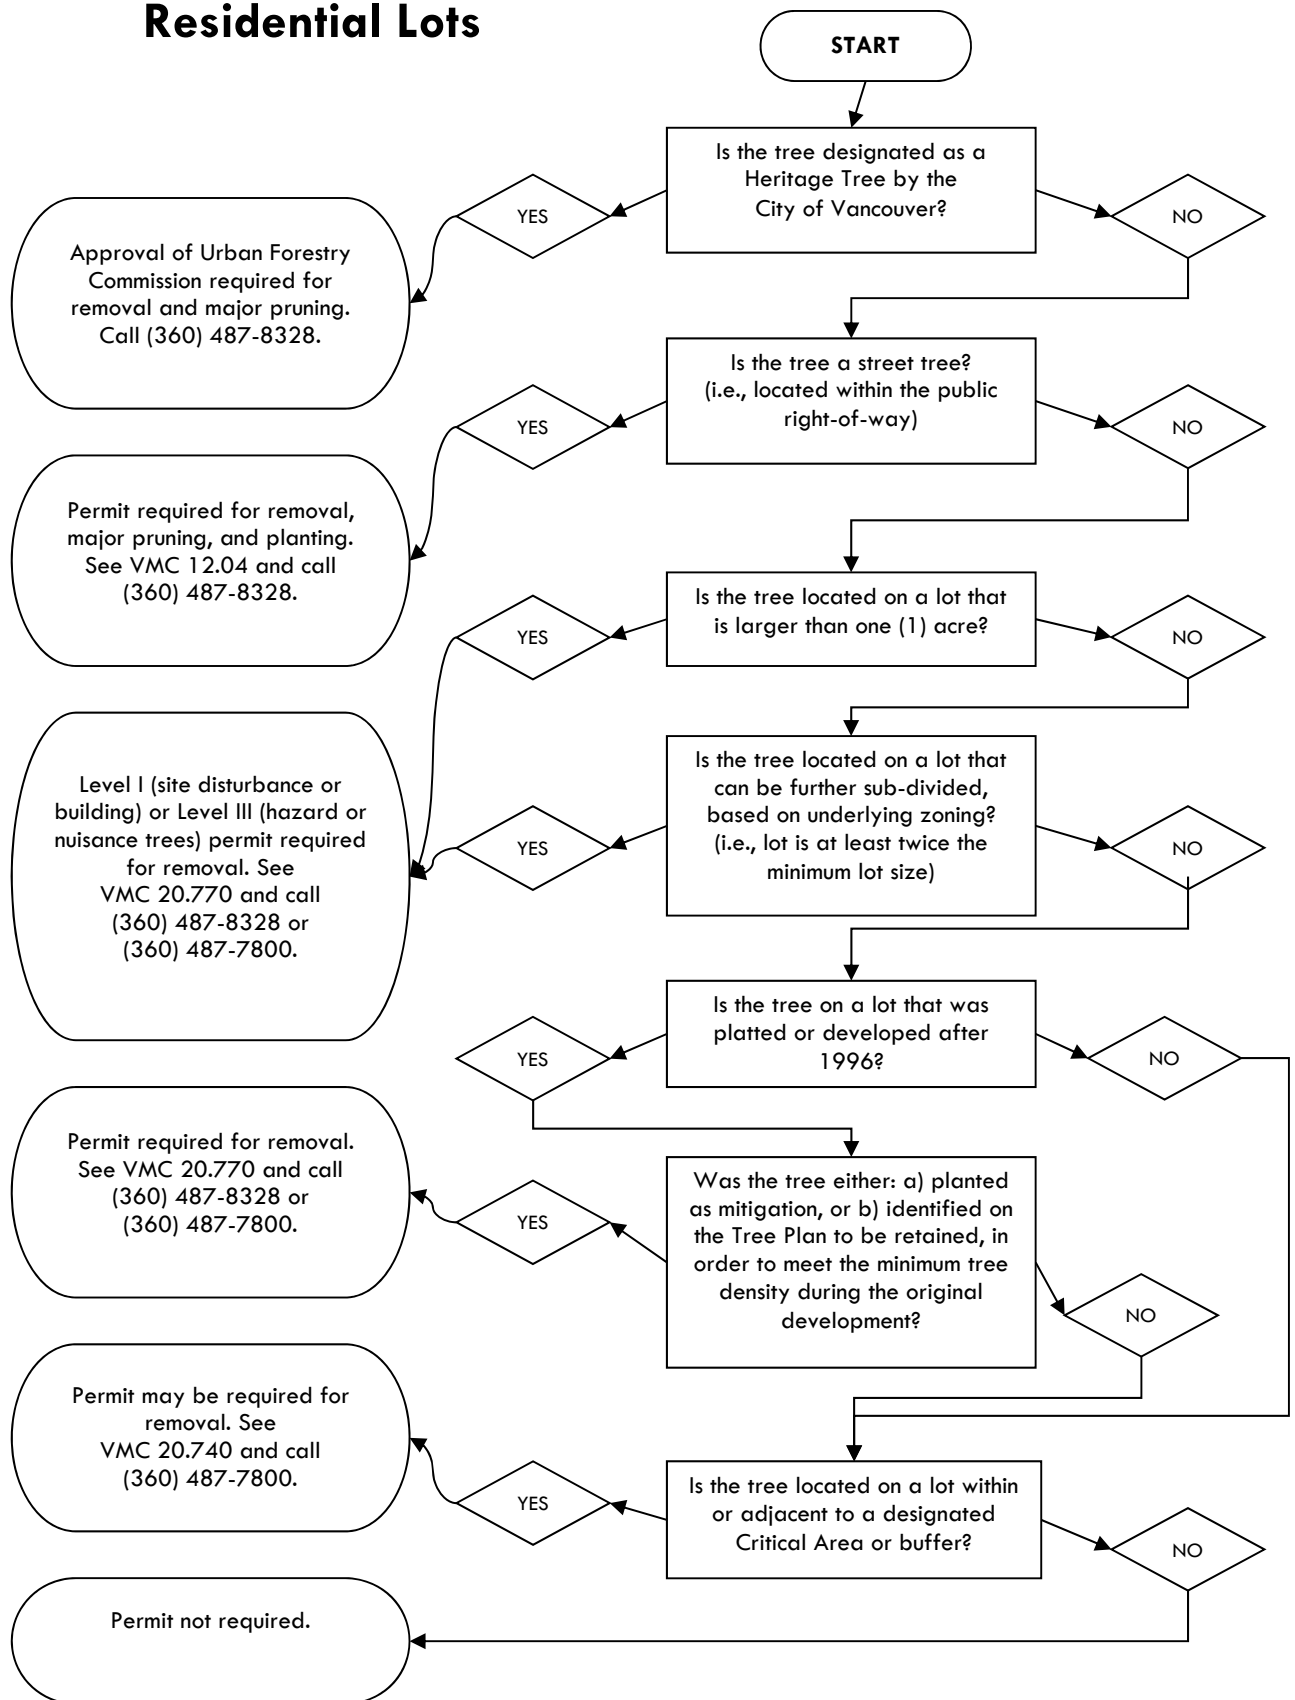 Residential Lots
START
Is the tree designated as a
Heritage Tree by the
City of Vancouver?
YES
NO
Approval of Urban Forestry
Commission required for
removal and major pruning.
Call (360) 487-8328.
Is the tree a street tree?
(i.e., located within the public
right-of-way)
YES
NO
Permit required for removal,
major pruning, and planting.
See VMC 12.04 and call
(360) 487-8328.
Is the tree located on a lot that
is larger than one (1) acre?
YES
NO
Is the tree located on a lot that
can be further sub-divided,
based on underlying zoning?
(i.e., lot is at least twice the
minimum lot size)
YES
NO
Level I (site disturbance or
building) or Level III (hazard or
nuisance trees) permit required
for removal. See
VMC 20.770 and call
(360) 487-8328 or
(360) 487-7800.
Is the tree on a lot that was
platted or developed after
1996?
YES
NO
Was the tree either: a) planted
as mitigation, or b) identified on
the Tree Plan to be retained, in
order to meet the minimum tree
density during the original
development?
YES
NO
Permit required for removal.
See VMC 20.770 and call
(360) 487-8328 or
(360) 487-7800.
Is the tree located on a lot within
or adjacent to a designated
Critical Area or buffer?
YES
NO
Permit may be required for
removal. See
VMC 20.740 and call
(360) 487-7800.
Permit not required.